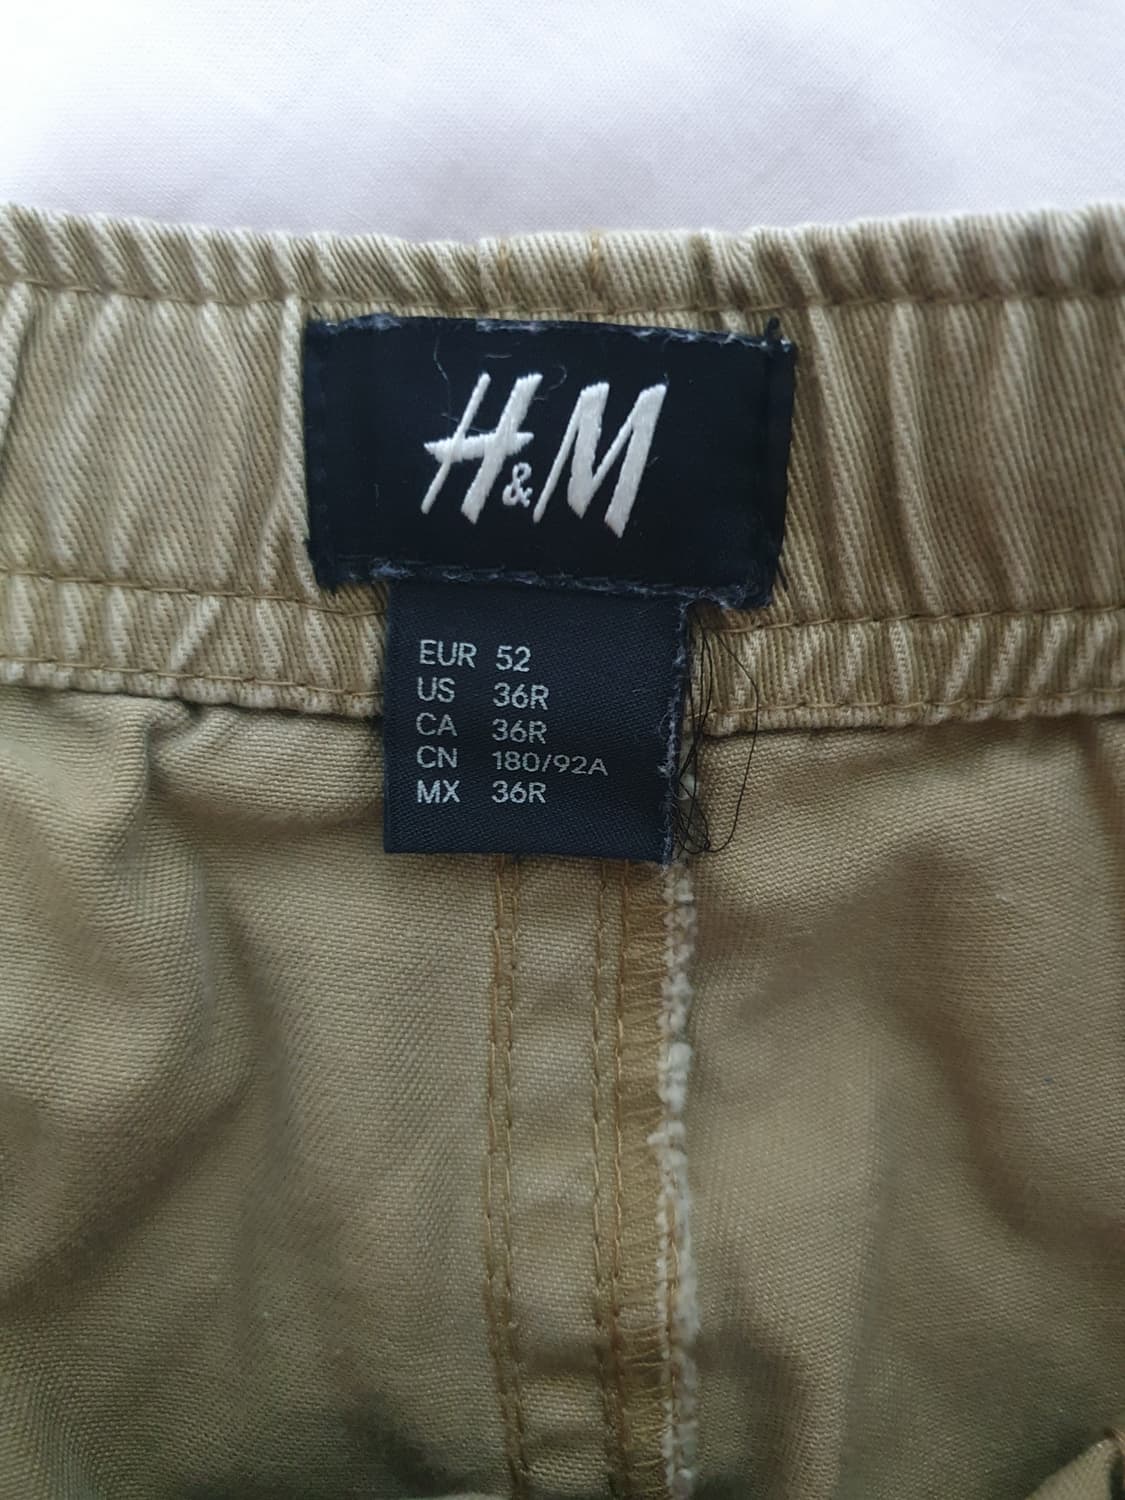 H&M
EUR 52
US 36R
CA 36R
CN 180/92A
MX 36R